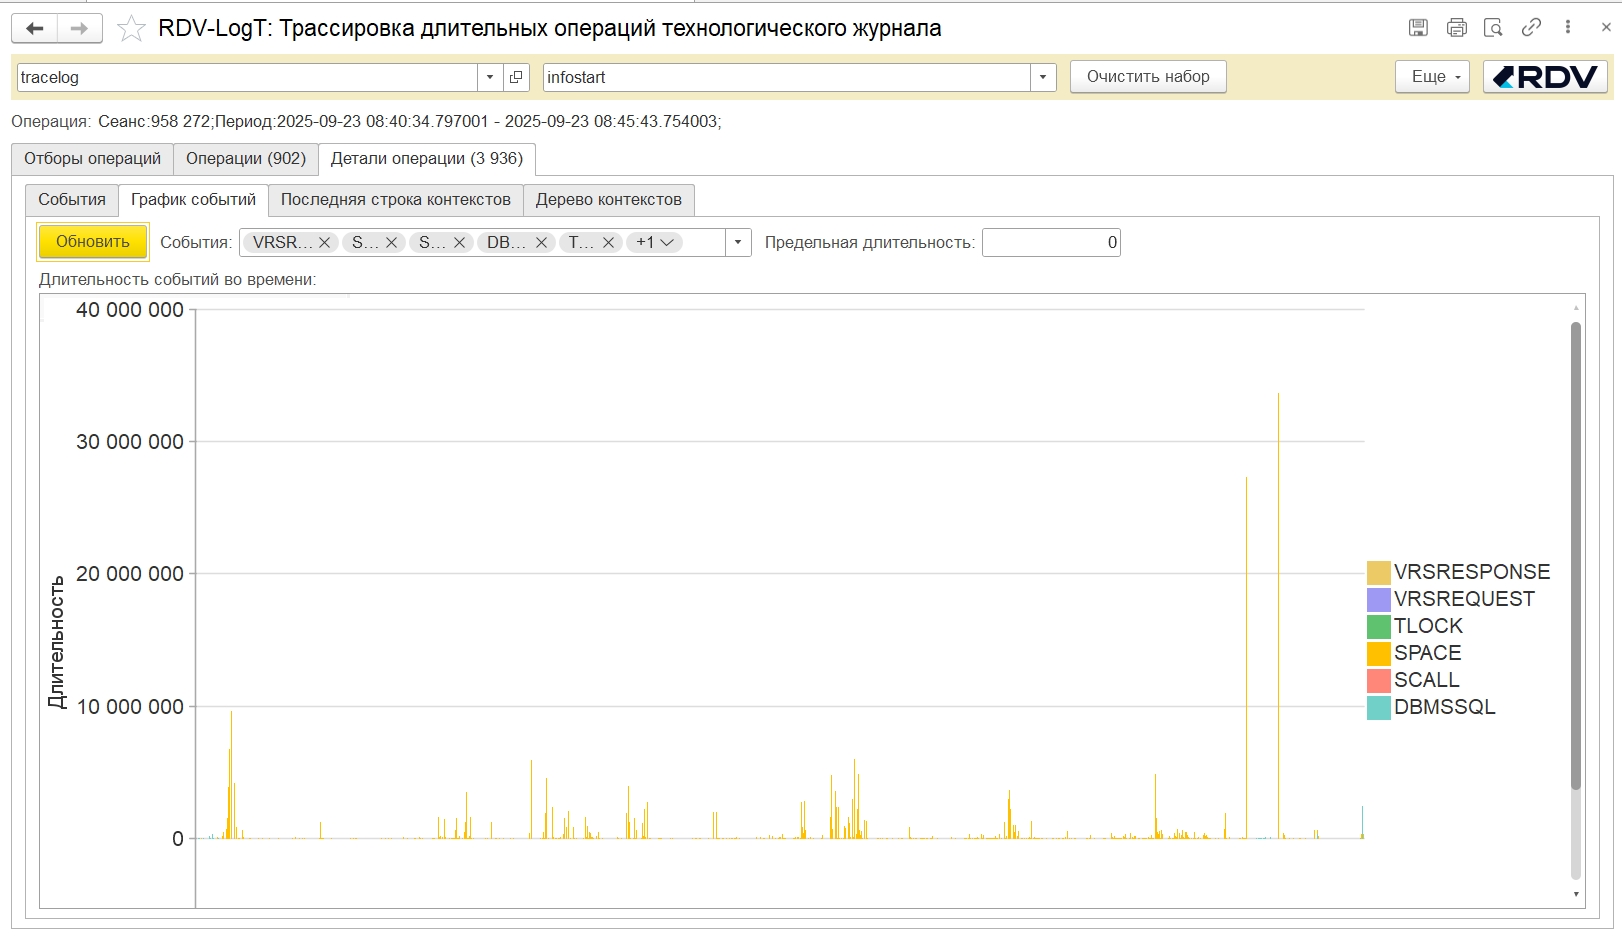 RDV-LogT: Трассировка длительных операций технологического журнала
tracelog infostart Очистить набор Еще RDV
Операция: Сеанс:958 272;Период:2025-09-23 08:40:34.797001 - 2025-09-23 08:45:43.754003;
Отборы операций Операции (902) Детали операции (3 936)
События График событий Последняя строка контекстов Дерево контекстов
Обновить События: VRSR... S... S... DB... T... +1 Предельная длительность: 0
Длительность событий во времени:
40 000 000
30 000 000
20 000 000
10 000 000
0
Длительность
VRSRESPONSE
VRSREQUEST
TLOCK
SPACE
SCALL
DBMSSQL